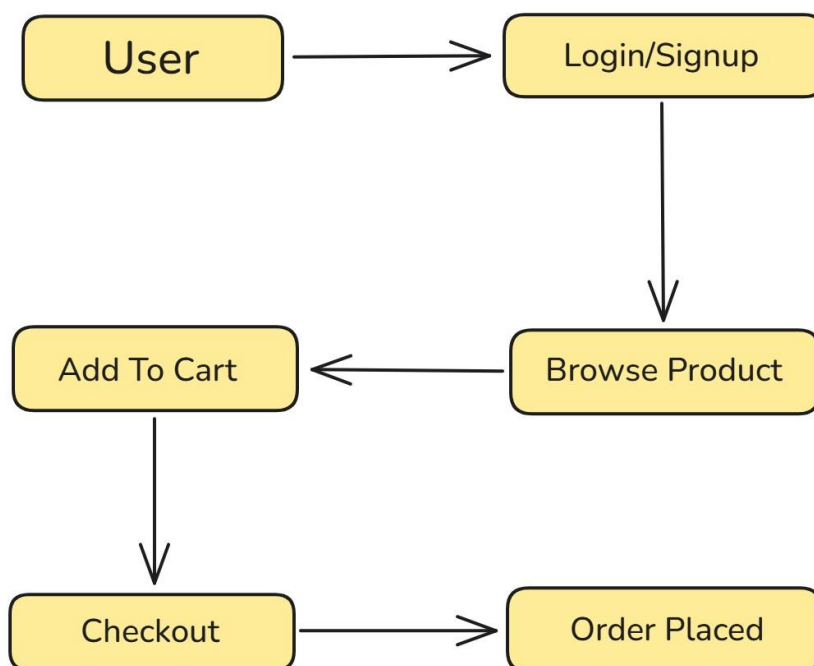 User
Login/Signup
Browse Product
Add To Cart
Checkout
Order Placed